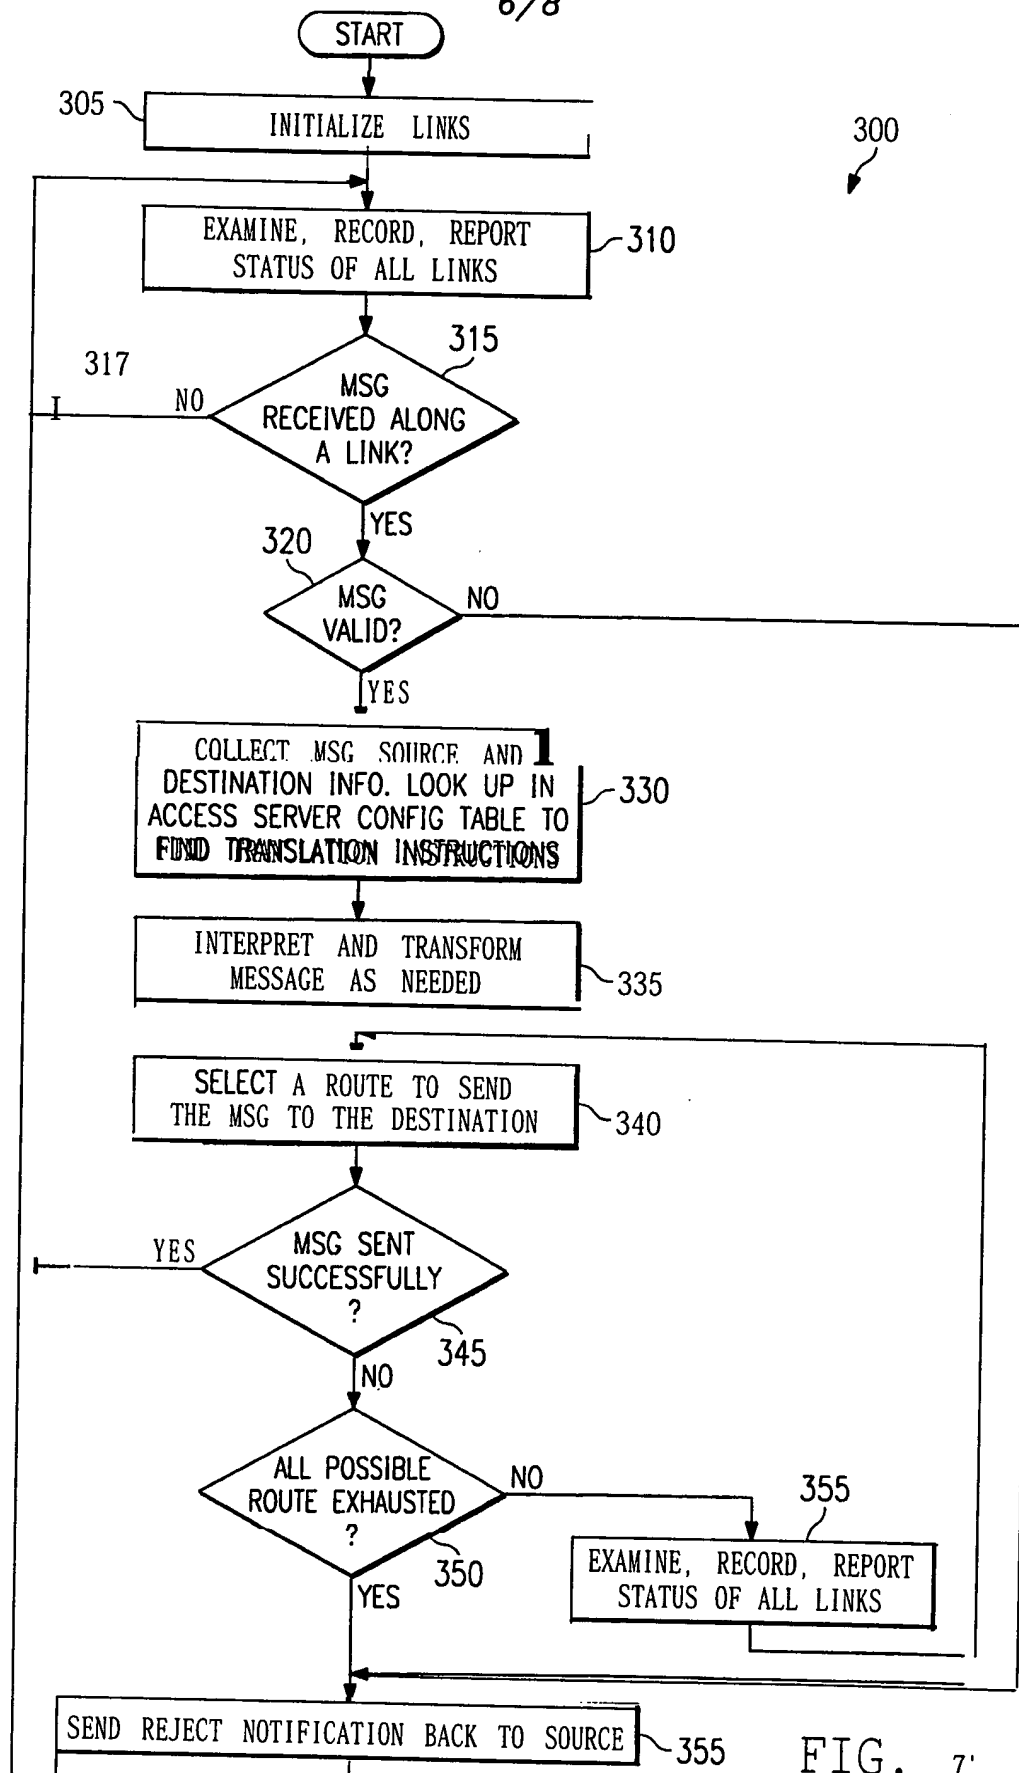 6/8
START
305
INITIALIZE LINKS
300
EXAMINE, RECORD, REPORT
STATUS OF ALL LINKS
310
315
317
NO
MSG
RECEIVED ALONG
A LINK?
YES
320
MSG
VALID?
NO
YES
COLLECT MSG SOURCE AND
DESTINATION INFO. LOOK UP IN
ACCESS SERVER CONFIG TABLE TO
FIND TRANSLATION INSTRUCTIONS
330
INTERPRET AND TRANSFORM
MESSAGE AS NEEDED
335
SELECT A ROUTE TO SEND
THE MSG TO THE DESTINATION
340
YES
MSG SENT
SUCCESSFULLY
?
345
NO
ALL POSSIBLE
ROUTE EXHAUSTED
?
NO
350
YES
355
EXAMINE, RECORD, REPORT
STATUS OF ALL LINKS
SEND REJECT NOTIFICATION BACK TO SOURCE
355
FIG. 7'